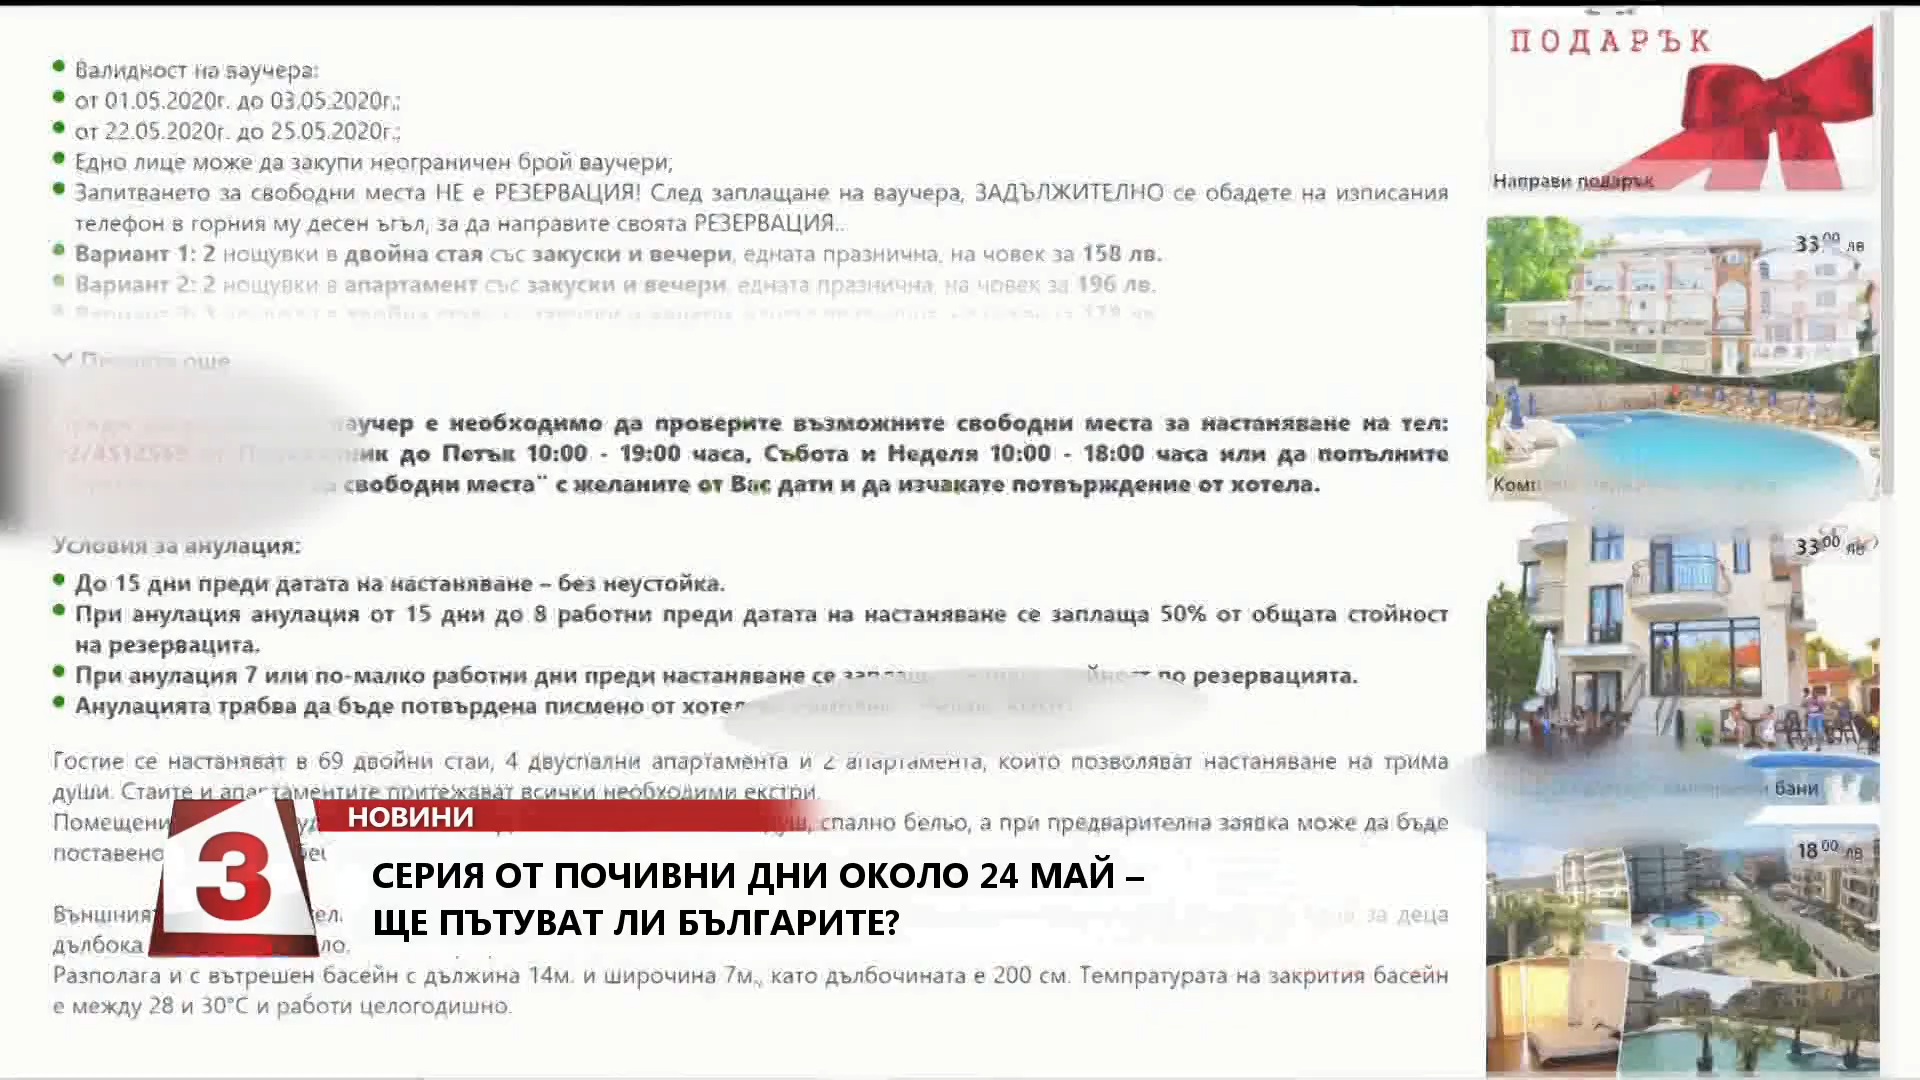 Валидност на ваучера:
от 01.05.2020г. до 03.05.2020г.;
от 22.05.2020г. до 25.05.2020г.;
Едно лице може да закупи неограничен брой ваучери;
Запитването за свободни места НЕ е РЕЗЕРВАЦИЯ! След заплащане на ваучера, ЗАДЪЛЖИТЕЛНО се обадете на изписания
телефон в горния му десен ъгъл, за да направите своята РЕЗЕРВАЦИЯ..
Вариант 1: 2 нощувки в двойна стая със закуски и вечери, едната празнична, на човек за 158 лв.
Вариант 2: 2 нощувки в апартамент със закуски и вечери, едната празнична, на човек за 196 лв.
още
ваучер е необходимо да проверите възможните свободни места за настаняване на тел:
до Петък 10:00 - 19:00 часа, Събота и Неделя 10:00 - 18:00 часа или да попълните
свободни места" с желаните от Вас дати и да изчакате потвърждение от хотела.
Условия за анулация:
До 15 дни преди датата на настаняване – без неустойка.
При анулация анулация от 15 дни до 8 работни преди датата на настаняване се заплаща 50% от общата стойност
на резервацита.
При анулация 7 или по-малко работни дни преди настаняване се по резервацията.
Анулацията трябва да бъде потвърдена писмено от
Гостие се настаняват в 69 двойни стаи, 4 двуспални апартамента и 2 апартамента, които позволяват настаняване на трима
души. Стаите и апартаментите притежават всички необходими екстри.
спално бельо, а при предварителна заявка може да бъде
поставено
за деца
дълбока
Разполага и с вътрешен басейн с дължина 14м. и широчина 7м., като дълбочината е 200 см. Темпратурата на закрития басейн
е между 28 и 30°C и работи целогодишно.
ПОДАРЪК
Направи подарък
33⁰⁰ лв
33⁰⁰ лв
бани
18⁰⁰ лв
3
НОВИНИ
СЕРИЯ ОТ ПОЧИВНИ ДНИ ОКОЛО 24 МАЙ –
ЩЕ ПЪТУВАТ ЛИ БЪЛГАРИТЕ?